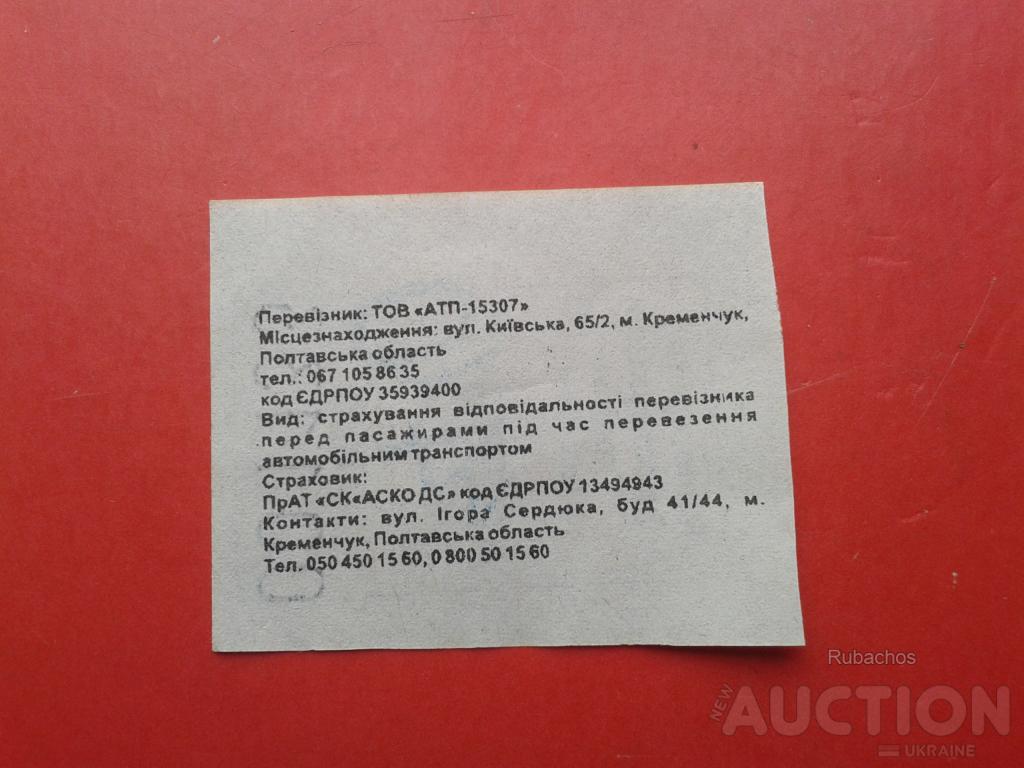 Перевізник: ТОВ «АТП-15307»
Місцезнаходження: вул. Київська, 65/2, м. Кременчук,
Полтавська область
тел.: 067 105 86 35
код ЄДРПОУ 35939400
Вид: страхування відповідальності перевізника
перед пасажирами під час перевезення
автомобільним транспортом
Страховик:
ПрАТ «СК«АСКО ДС» код ЄДРПОУ 13494943
Контакти: вул. Ігора Сердюка, буд 41/44, м.
Кременчук, Полтавська область
Тел. 050 450 15 60, 0 800 50 15 60
Rubachos
NEW AUCTION
UKRAINE